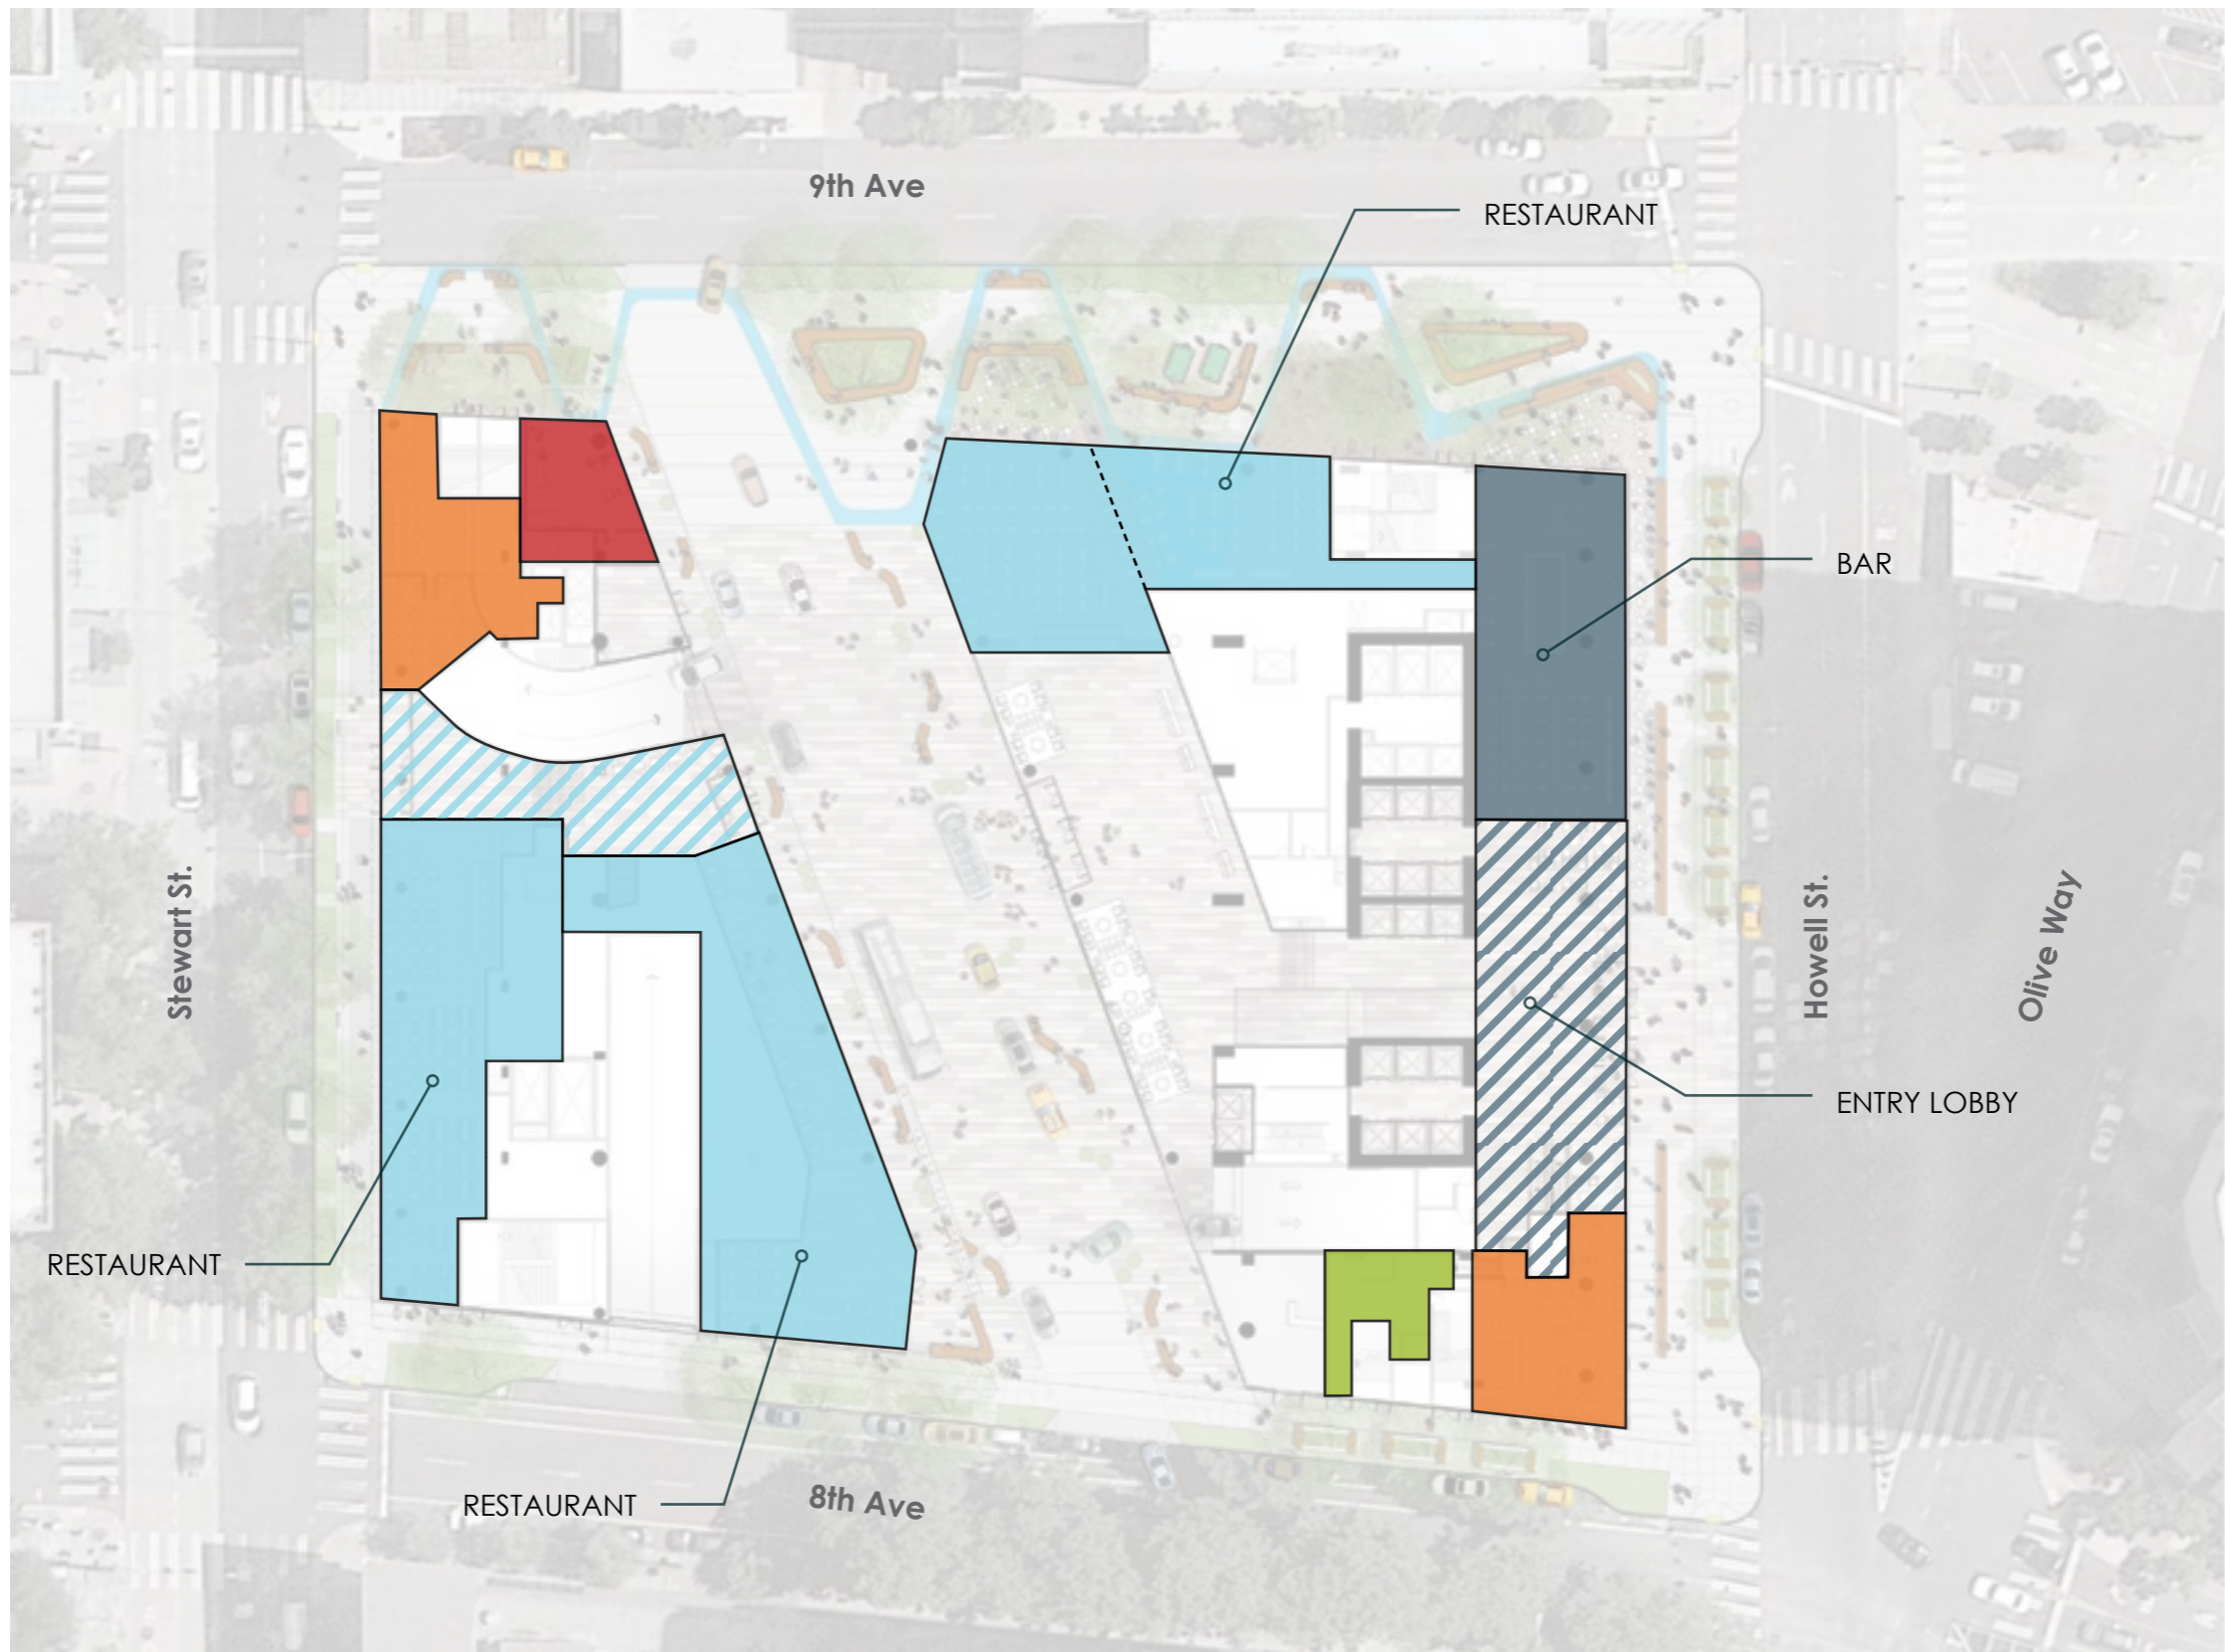 9th Ave
RESTAURANT
BAR
Stewart St.
Howell St.
Olive Way
ENTRY LOBBY
RESTAURANT
RESTAURANT
8th Ave